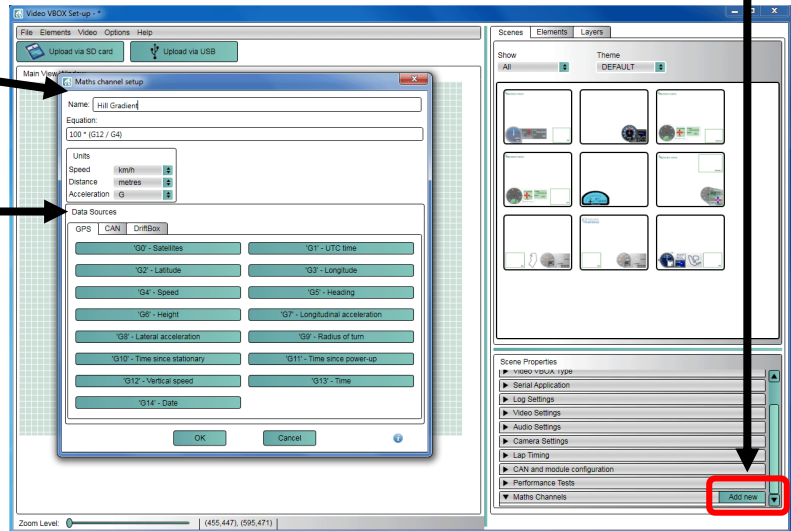 Video VBOX Set-up - *
File Elements Video Options Help
Upload via SD card
Upload via USB
Main View Window
Maths channel setup
Name: Hill Gradient
Equation:
100 * (G12 / G4)
Units
Speed km/h
Distance metres
Acceleration G
Data Sources
GPS CAN DriftBox
'G0' - Satellites
'G1' - UTC time
'G2' - Latitude
'G3' - Longitude
'G4' - Speed
'G5' - Heading
'G6' - Height
'G7' - Longitudinal acceleration
'G8' - Lateral acceleration
'G9' - Radius of turn
'G10' - Time since stationary
'G11' - Time since power-up
'G12' - Vertical speed
'G13' - Time
'G14' - Date
OK Cancel
Zoom Level: (455,447), (595,471)
Scenes Elements Layers
Show Theme
All DEFAULT
Scene Properties
Video VBOX Type
Serial Application
Log Settings
Video Settings
Audio Settings
Camera Settings
Lap Timing
CAN and module configuration
Performance Tests
Maths Channels Add new